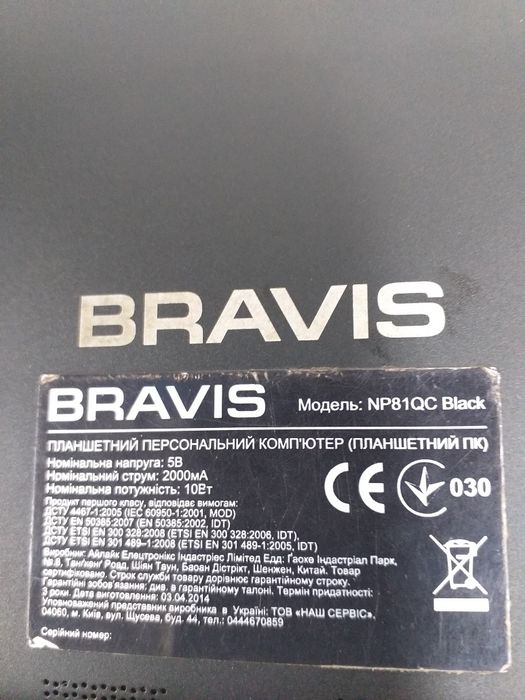 BRAVIS
BRAVIS Модель: NP81QC Black
ПЛАНШЕТНИЙ ПЕРСОНАЛЬНИЙ КОМП'ЮТЕР (ПЛАНШЕТНИЙ ПК)
Номінальна напруга: 5В
Номінальний струм: 2000мА
Номінальна потужність: 10Вт
CE 030
Продукт першого класу, відповідає вимогам:
ДСТУ 4467-1:2005 (IEC 60950-1:2001, MOD)
ДСТУ EN 50385:2007 (EN 50385:2002, IDT)
ДСТУ ETSI EN 300 328:2008 (ETSI EN 300 328:2006, IDT)
ДСТУ ETSI EN 301 489-1:2008 (ETSI EN 301 489-1:2005, IDT)
Виробник: Айлайк Електронікс Індастріес Лімітед Едд: Гаоке Індастріал Парк,
№.8, Танґкенг Роад, Шіян Таун, Баоан Дістрікт, Шенжен, Китай. Товар
сертифіковано. Строк служби товару дорівнює гарантійному строку.
Гарантійні зобов'язання: див. в гарантійному талоні. Термін придатності:
3 роки. Дата виготовлення: 03.04.2014
Уповноважений представник виробника в Україні: ТОВ «НАШ СЕРВІС»,
04060, м. Київ, вул. Щусева, буд. 44, тел.: 0444670859
Серійний номер: